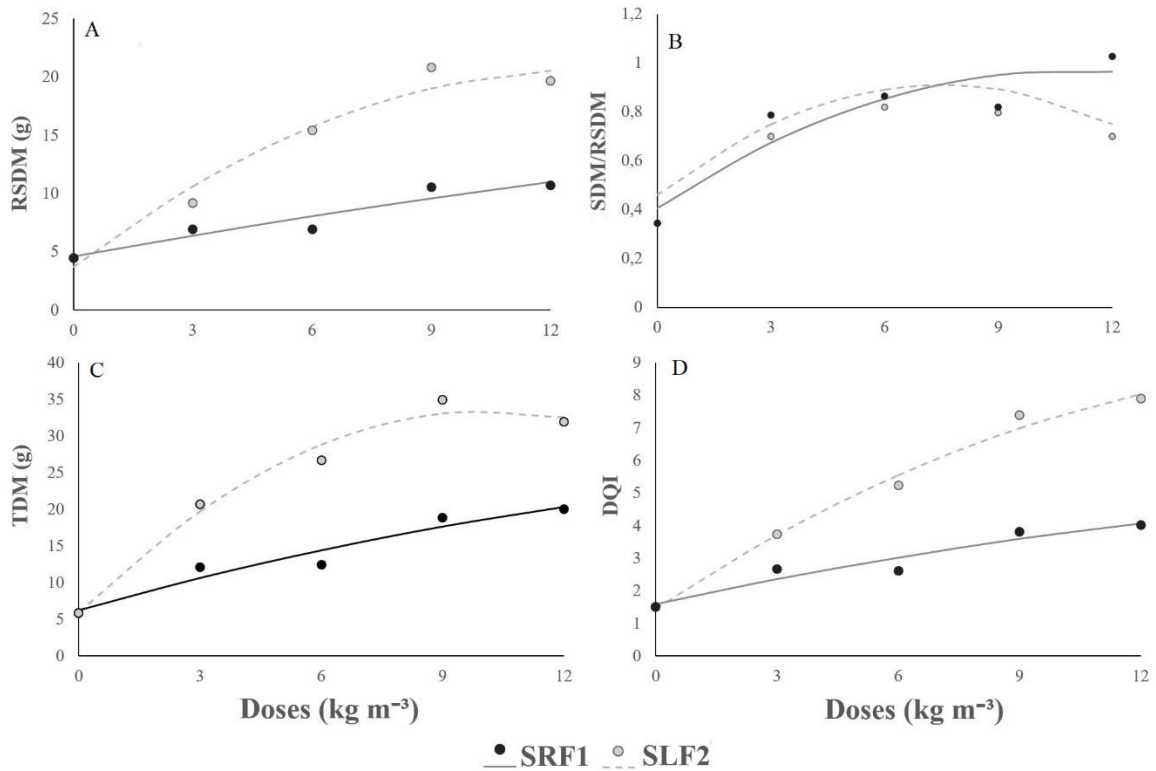 A
RSDM (g)
25
20
15
10
5
0
0 3 6 9 12
B
SDM/RSDM
1,2
1
0,8
0,6
0,4
0,2
0
0 3 6 9 12
C
TDM (g)
40
35
30
25
20
15
10
5
0
0 3 6 9 12
Doses (kg m⁻³)
D
DQI
9
8
7
6
5
4
3
2
1
0
0 3 6 9 12
Doses (kg m⁻³)
SRF1 SLF2